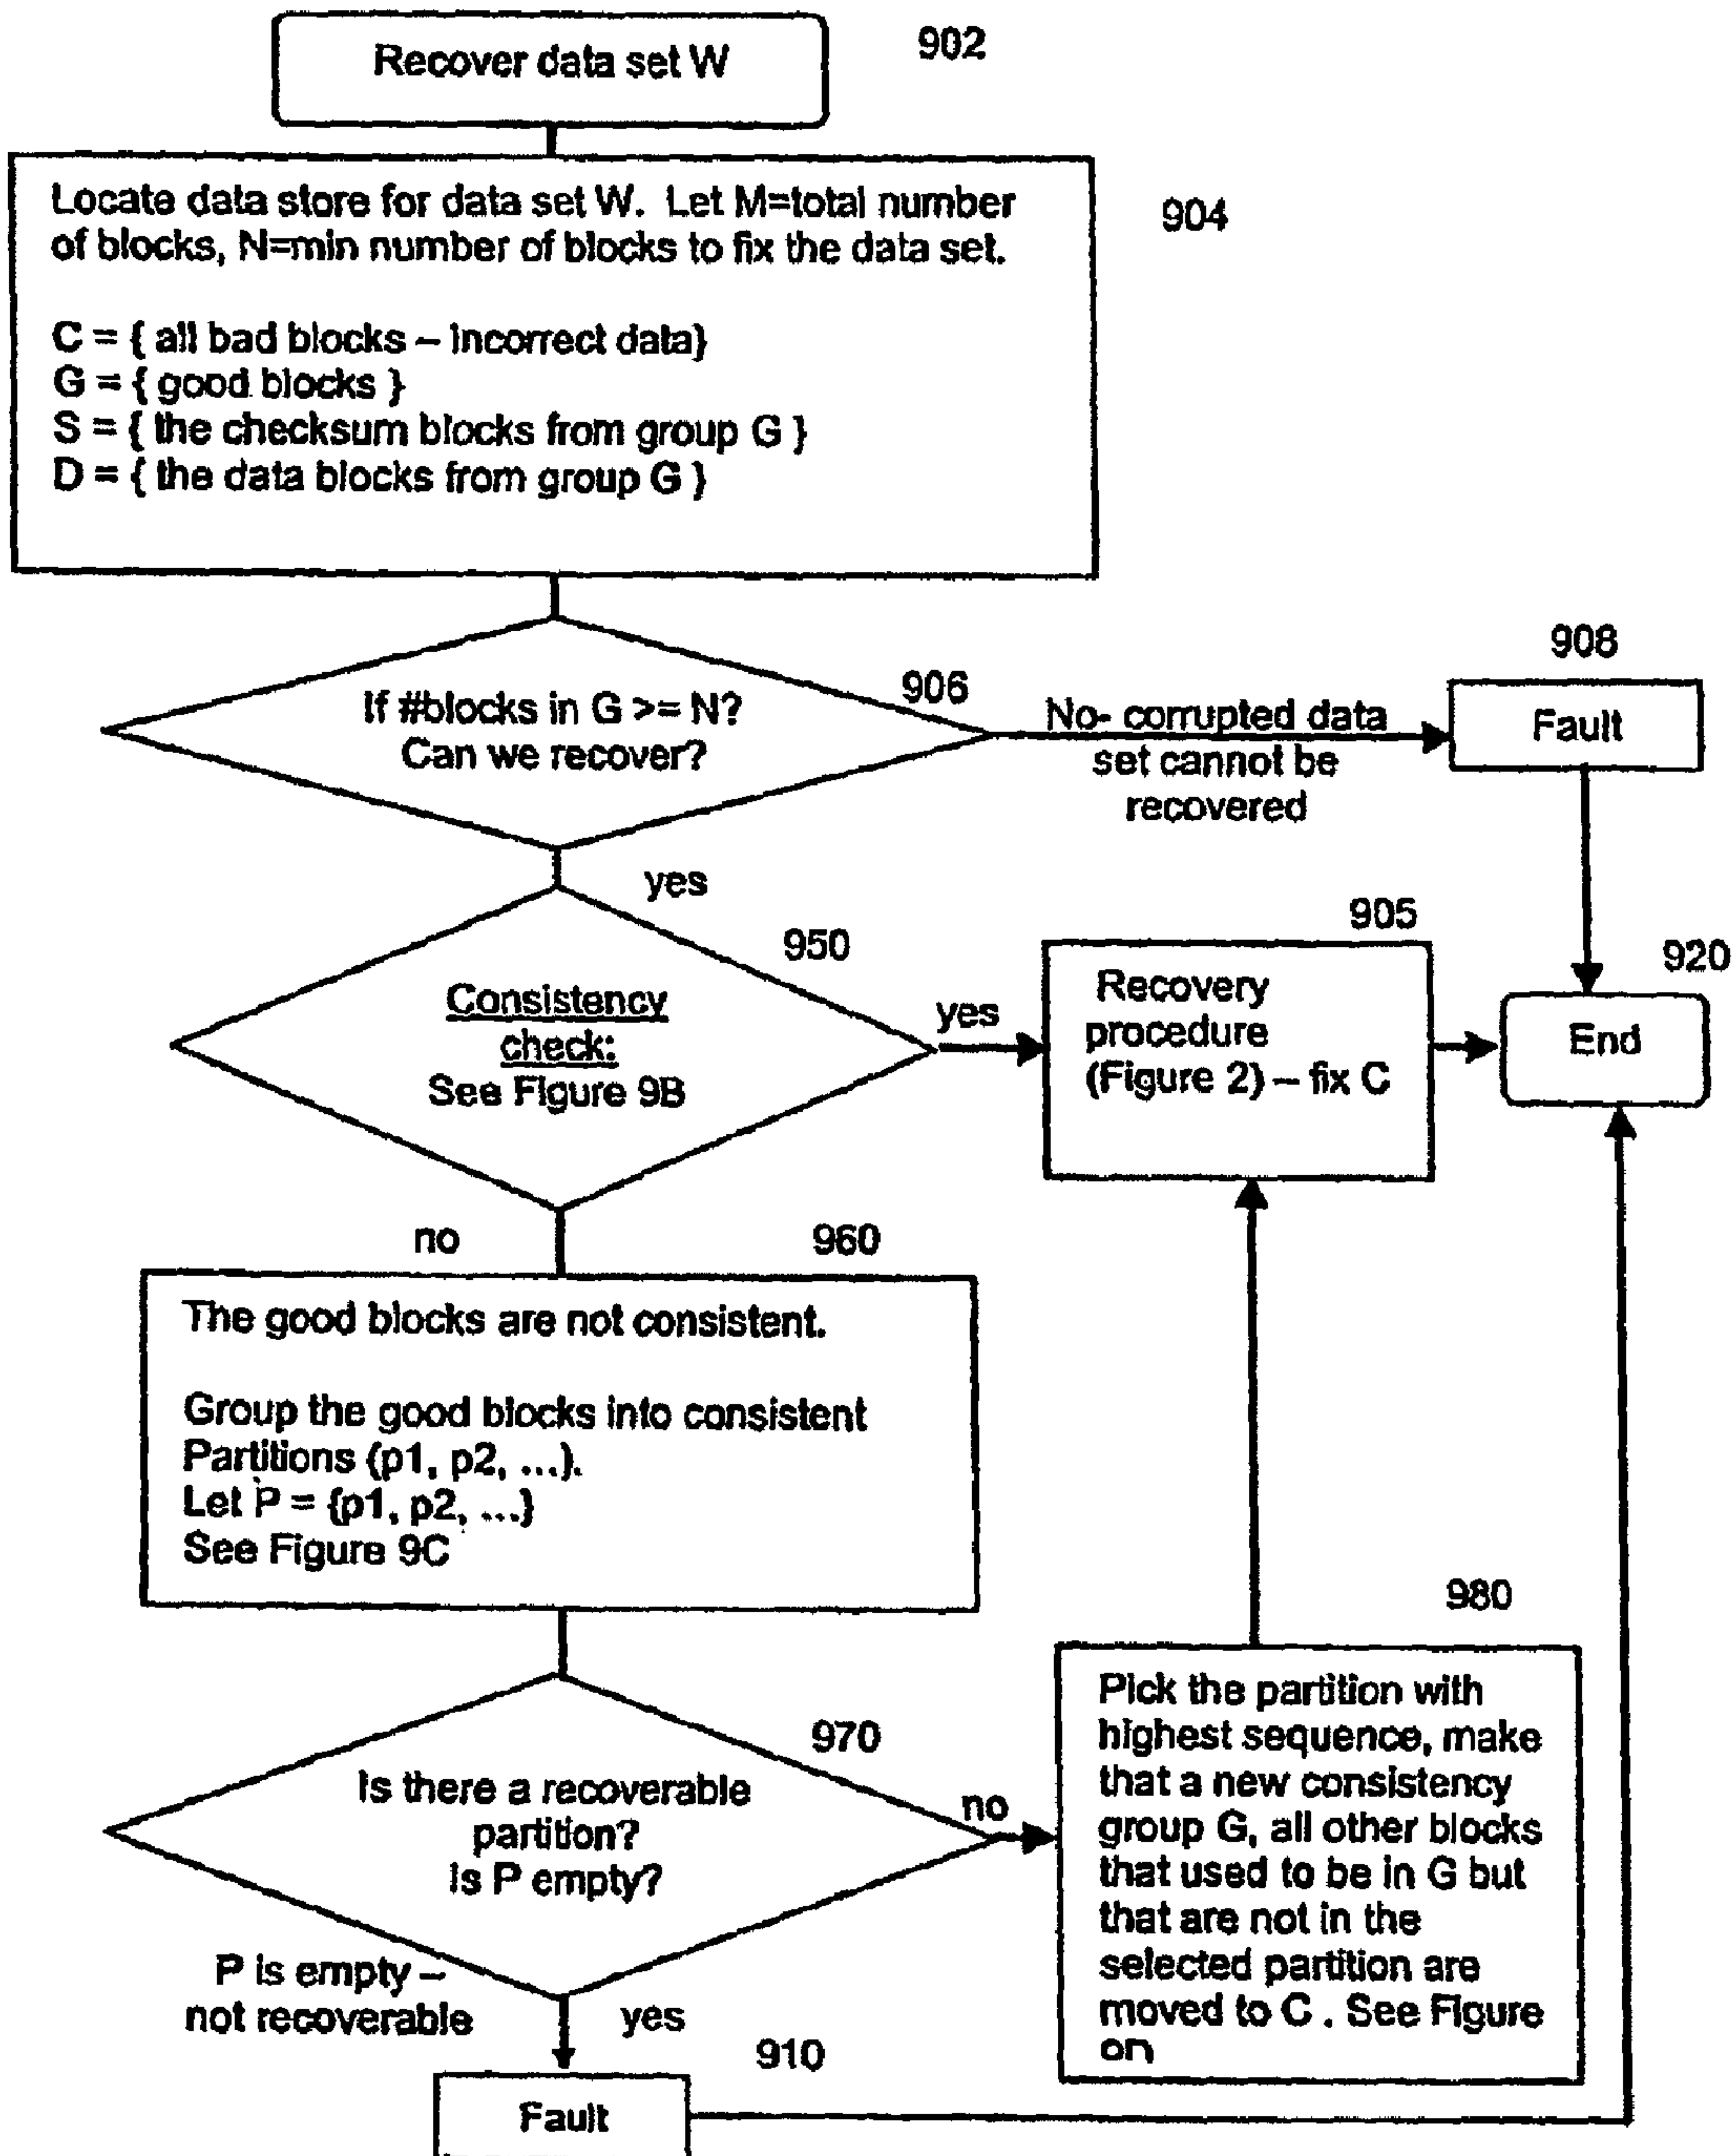 Recover data set W
902
Locate data store for data set W. Let M=total number
of blocks, N=min number of blocks to fix the data set.
C = { all bad blocks – incorrect data}
G = { good blocks }
S = { the checksum blocks from group G }
D = { the data blocks from group G }
904
If #blocks in G >= N?
Can we recover?
906
No- corrupted data
set cannot be
recovered
908
Fault
yes
950
Consistency
check:
See Figure 9B
yes
905
Recovery
procedure
(Figure 2) – fix C
920
End
no
960
The good blocks are not consistent.
Group the good blocks into consistent
Partitions (p1, p2, ...).
Let P = {p1, p2, ...}
See Figure 9C
970
Is there a recoverable
partition?
Is P empty?
no
980
Pick the partition with
highest sequence, make
that a new consistency
group G, all other blocks
that used to be in G but
that are not in the
selected partition are
moved to C . See Figure
P is empty –
not recoverable
yes
910
Fault